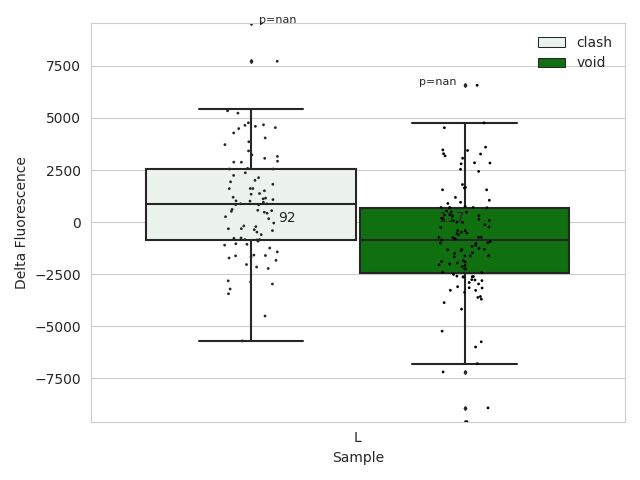 p=nan
p=nan
clash
void
7500
5000
2500
0
−2500
−5000
−7500
Delta Fluorescence
92
L
Sample